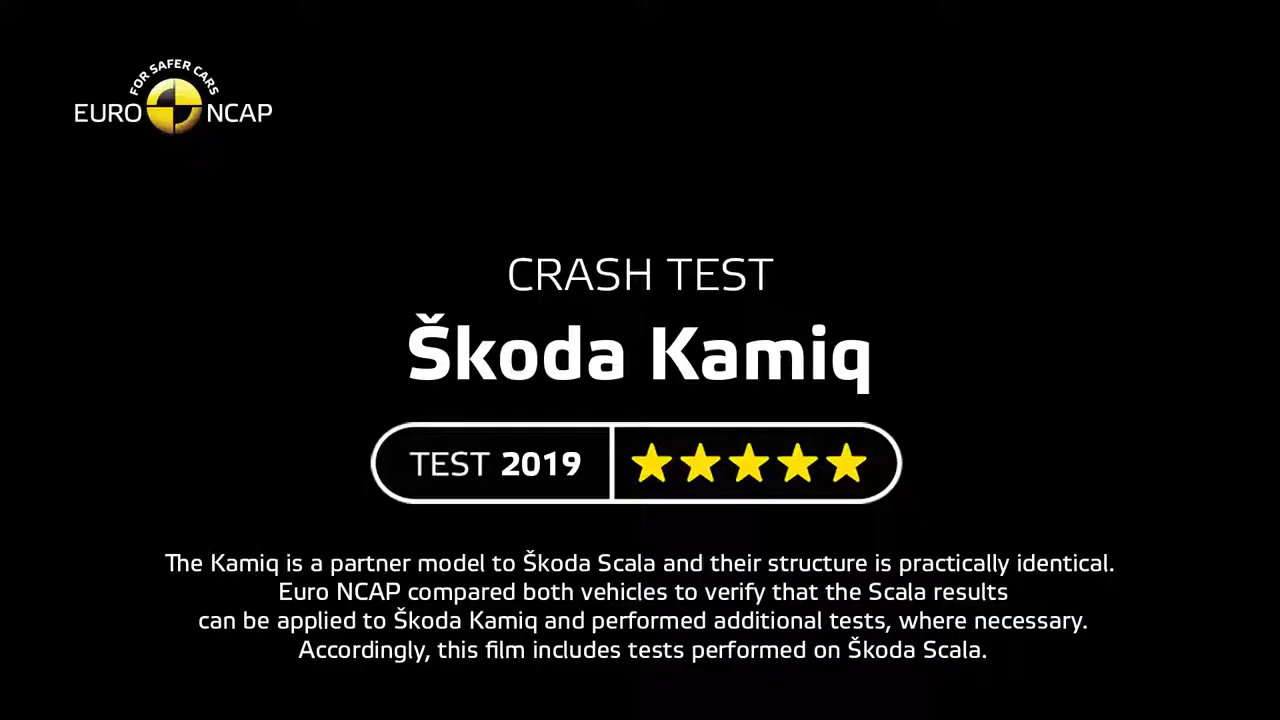 FOR SAFER CARS
EURO NCAP
CRASH TEST
Škoda Kamiq
TEST 2019
The Kamiq is a partner model to Škoda Scala and their structure is practically identical.
Euro NCAP compared both vehicles to verify that the Scala results
can be applied to Škoda Kamiq and performed additional tests, where necessary.
Accordingly, this film includes tests performed on Škoda Scala.